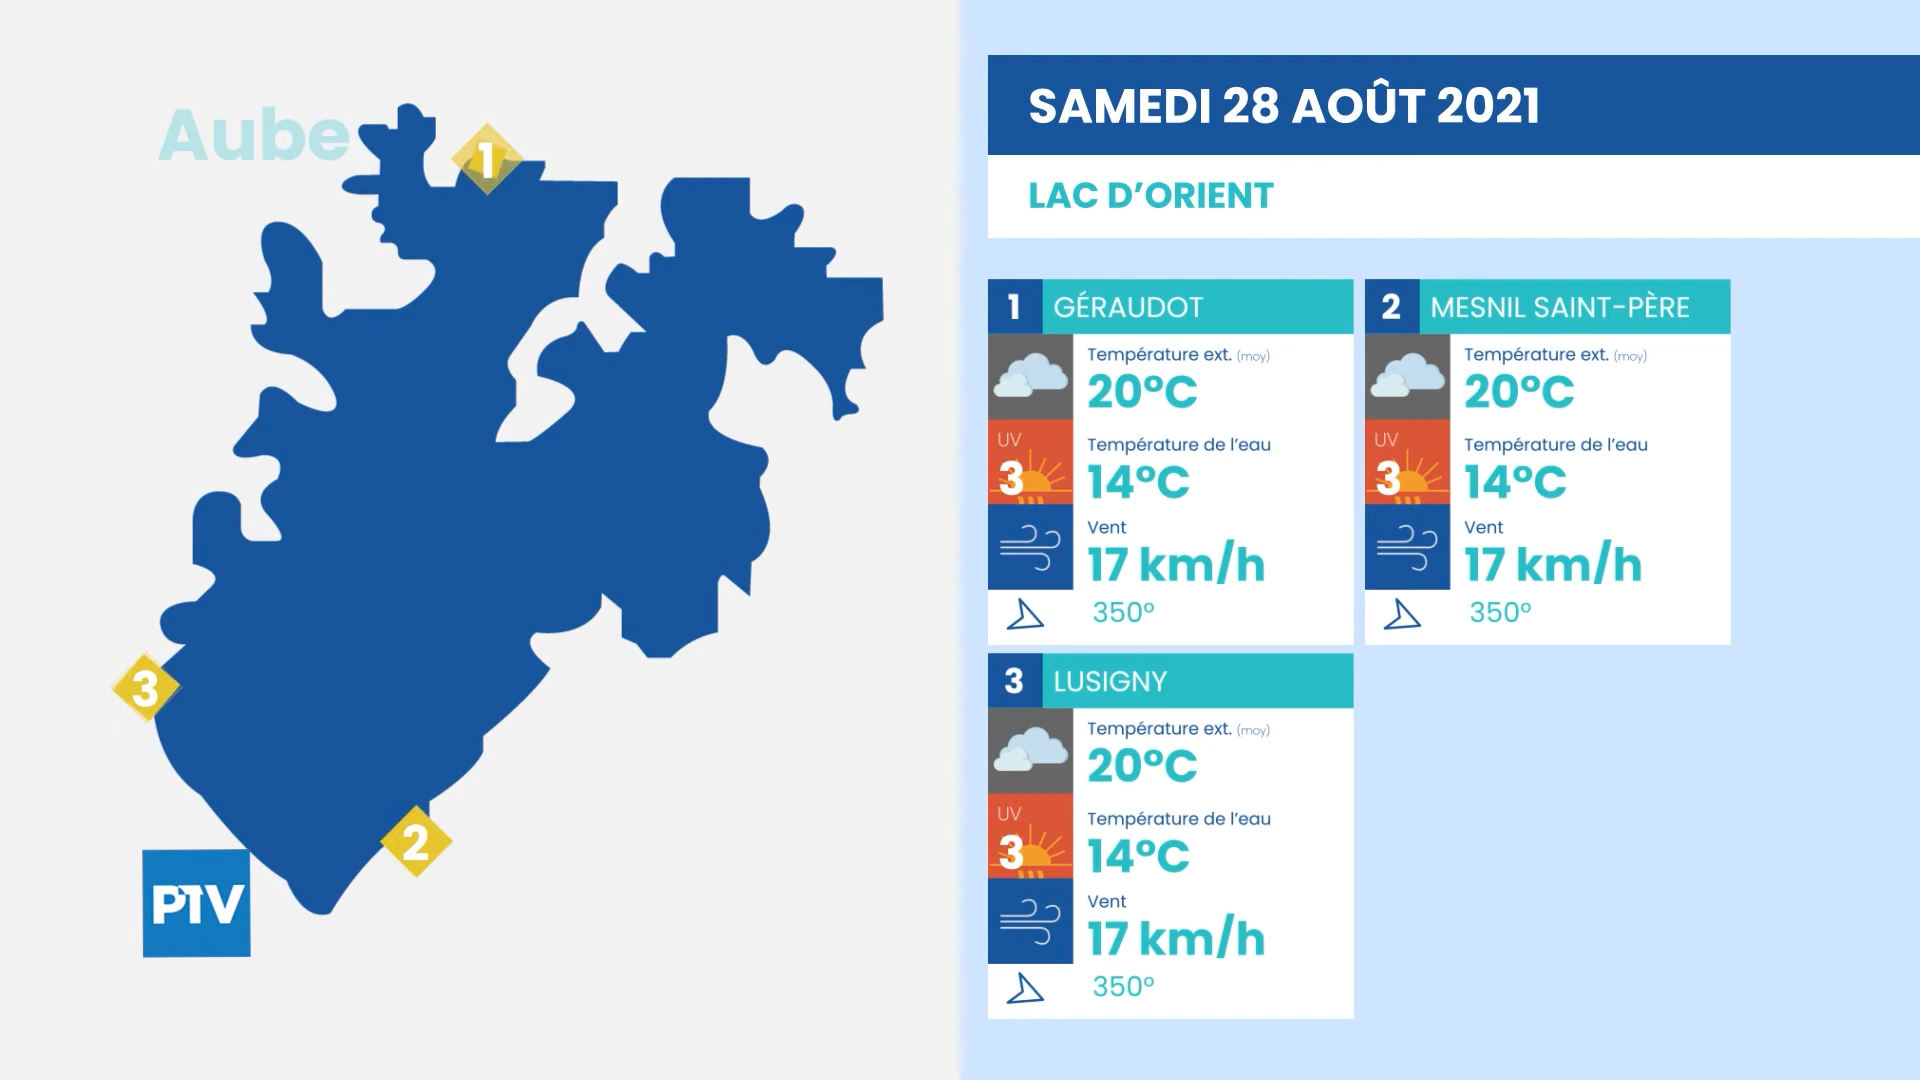 Aube
1
3
2
PTV
SAMEDI 28 AOÛT 2021
LAC D’ORIENT
1 GÉRAUDOT
Température ext. (moy)
20°C
UV
3
Température de l’eau
14°C
Vent
17 km/h
350°
2 MESNIL SAINT-PÈRE
Température ext. (moy)
20°C
UV
3
Température de l’eau
14°C
Vent
17 km/h
350°
3 LUSIGNY
Température ext. (moy)
20°C
UV
3
Température de l’eau
14°C
Vent
17 km/h
350°